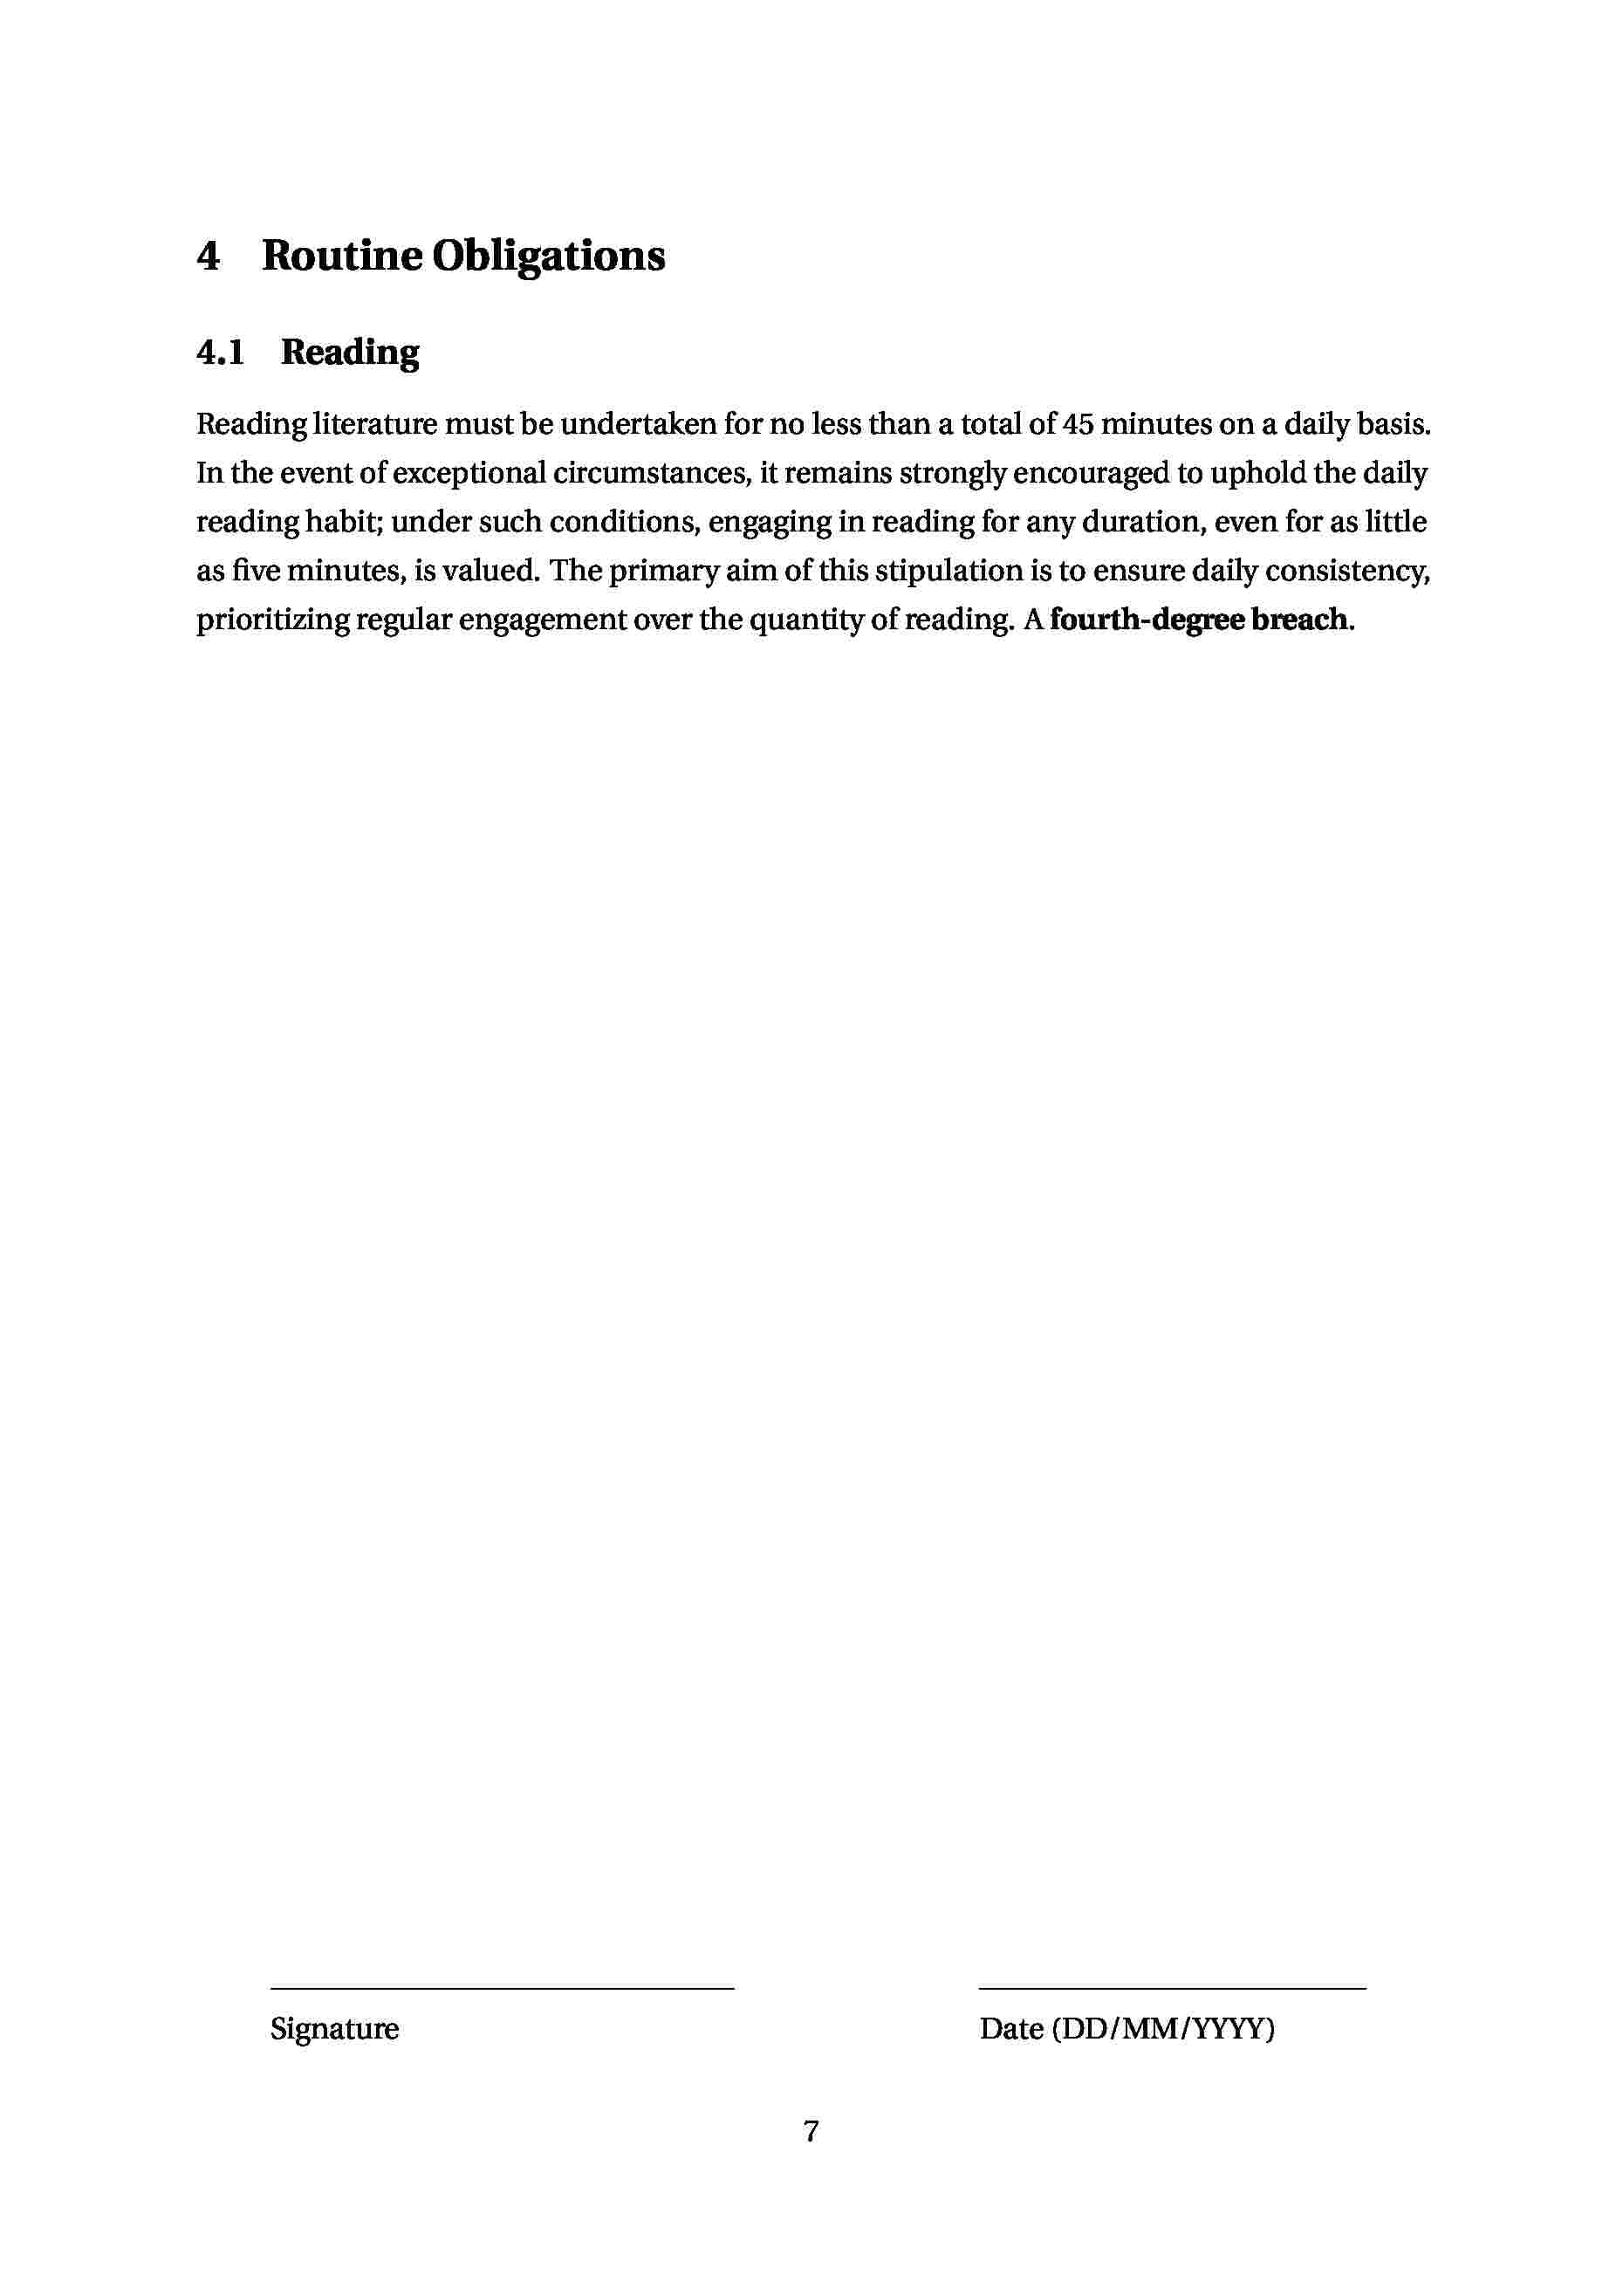 4 Routine Obligations
4.1 Reading
Reading literature must be undertaken for no less than a total of 45 minutes on a daily basis.
In the event of exceptional circumstances, it remains strongly encouraged to uphold the daily
reading habit; under such conditions, engaging in reading for any duration, even for as little
as five minutes, is valued. The primary aim of this stipulation is to ensure daily consistency,
prioritizing regular engagement over the quantity of reading. A fourth-degree breach.
Signature Date (DD/MM/YYYY)
7